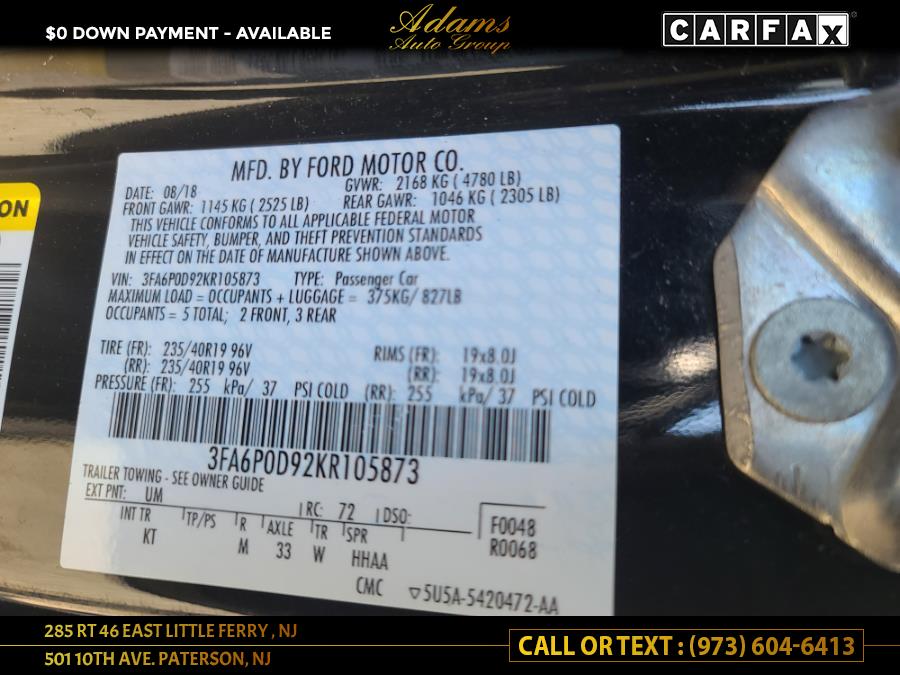 $0 DOWN PAYMENT - AVAILABLE
Adams
Auto Group
CARFAX
ON
MFD. BY FORD MOTOR CO.
DATE: 08/18 GVWR: 2168 KG ( 4780 LB)
FRONT GAWR: 1145 KG ( 2525 LB) REAR GAWR: 1046 KG ( 2305 LB)
THIS VEHICLE CONFORMS TO ALL APPLICABLE FEDERAL MOTOR
VEHICLE SAFETY, BUMPER, AND THEFT PREVENTION STANDARDS
IN EFFECT ON THE DATE OF MANUFACTURE SHOWN ABOVE.
VIN: 3FA6P0D92KR105873 TYPE: Passenger Car
MAXIMUM LOAD = OCCUPANTS + LUGGAGE = 375KG/ 827LB
OCCUPANTS = 5 TOTAL; 2 FRONT, 3 REAR
TIRE (FR): 235/40R19 96V RIMS (FR): 19x8.0J
(RR): 235/40R19 96V (RR): 19x8.0J
PRESSURE (FR): 255 kPa/ 37 PSI COLD (RR): 255 kPa/ 37 PSI COLD
3FA6P0D92KR105873
TRAILER TOWING - SEE OWNER GUIDE
EXT PNT: UM RC: 72 DSO: F0048
INT TR TP/PS R AXLE TR SPR R0068
KT M 33 W HHAA
CMC ▽5U5A-5420472-AA
285 RT 46 EAST LITTLE FERRY , NJ
501 10TH AVE. PATERSON, NJ
CALL OR TEXT : (973) 604-6413